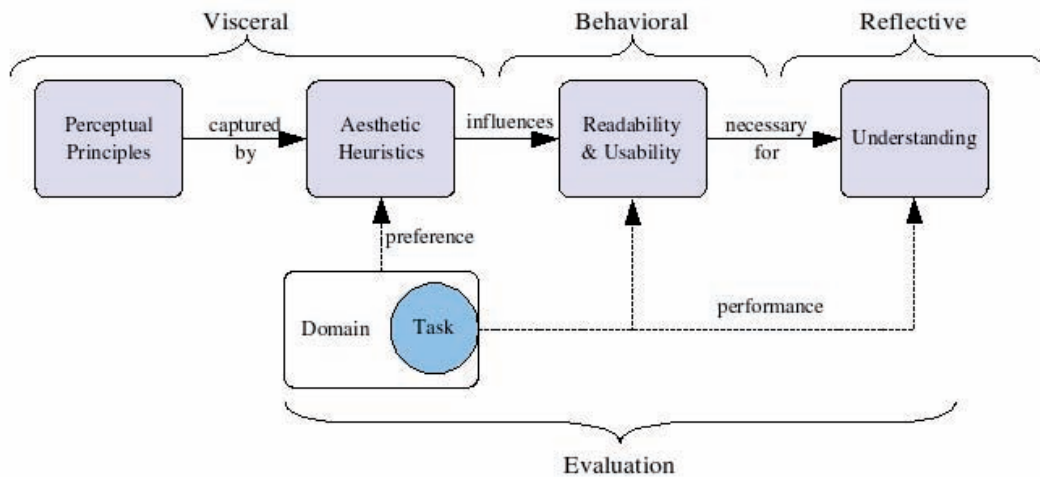 Visceral
Behavioral
Reflective
Perceptual
Principles
captured
by
Aesthetic
Heuristics
influences
Readability
& Usability
necessary
for
Understanding
preference
Domain
Task
performance
Evaluation